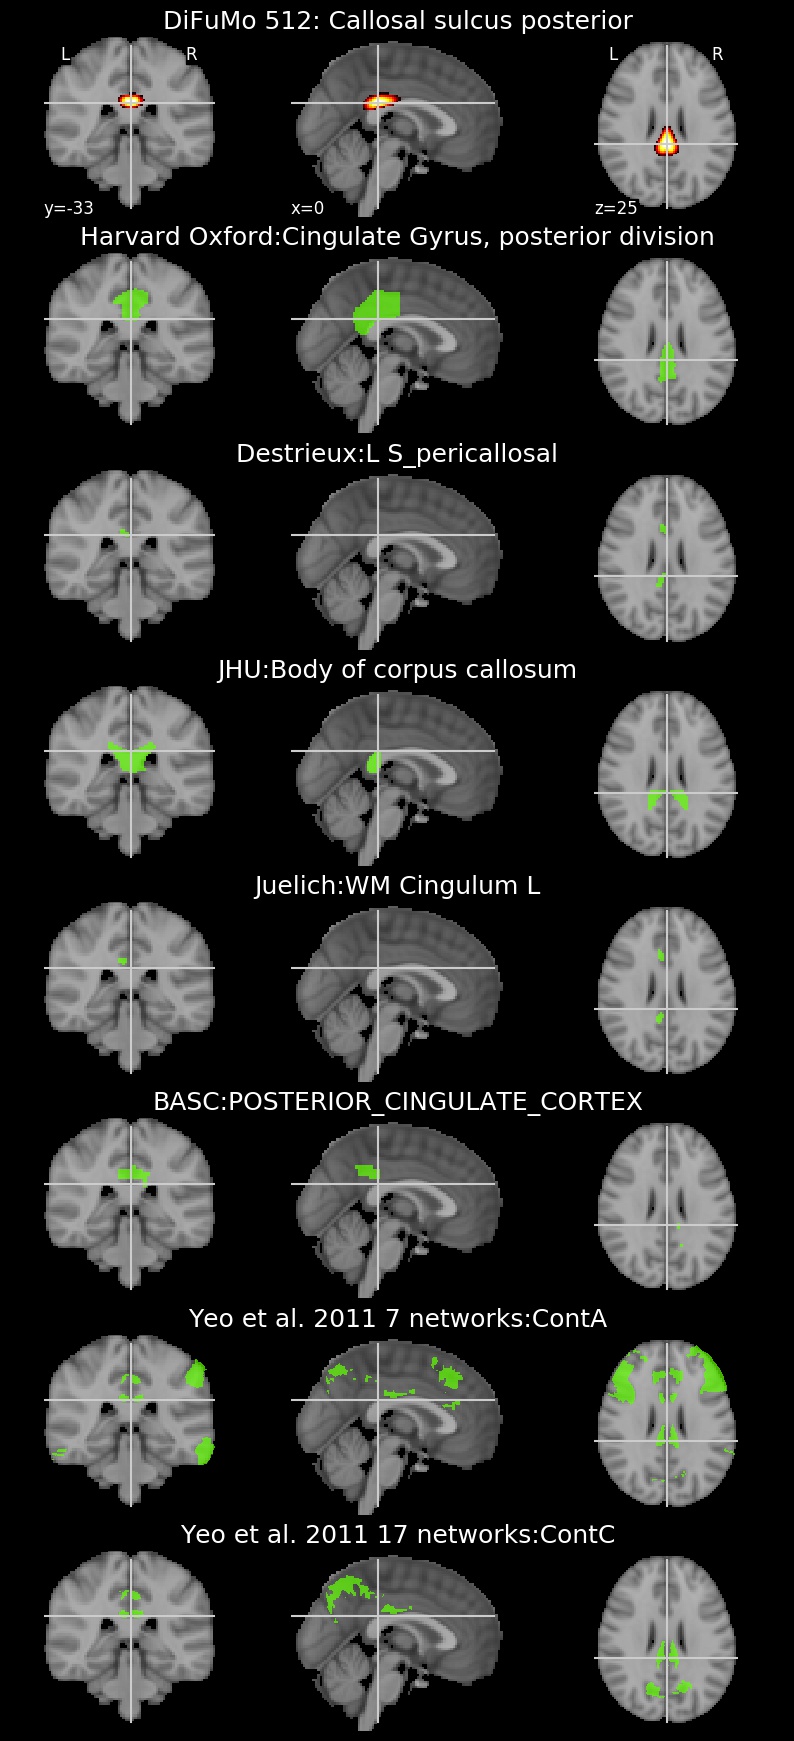 DiFuMo 512: Callosal sulcus posterior
L R L R
y=-33 x=0 z=25
Harvard Oxford:Cingulate Gyrus, posterior division
Destrieux:L S_pericallosal
JHU:Body of corpus callosum
Juelich:WM Cingulum L
BASC:POSTERIOR_CINGULATE_CORTEX
Yeo et al. 2011 7 networks:ContA
Yeo et al. 2011 17 networks:ContC